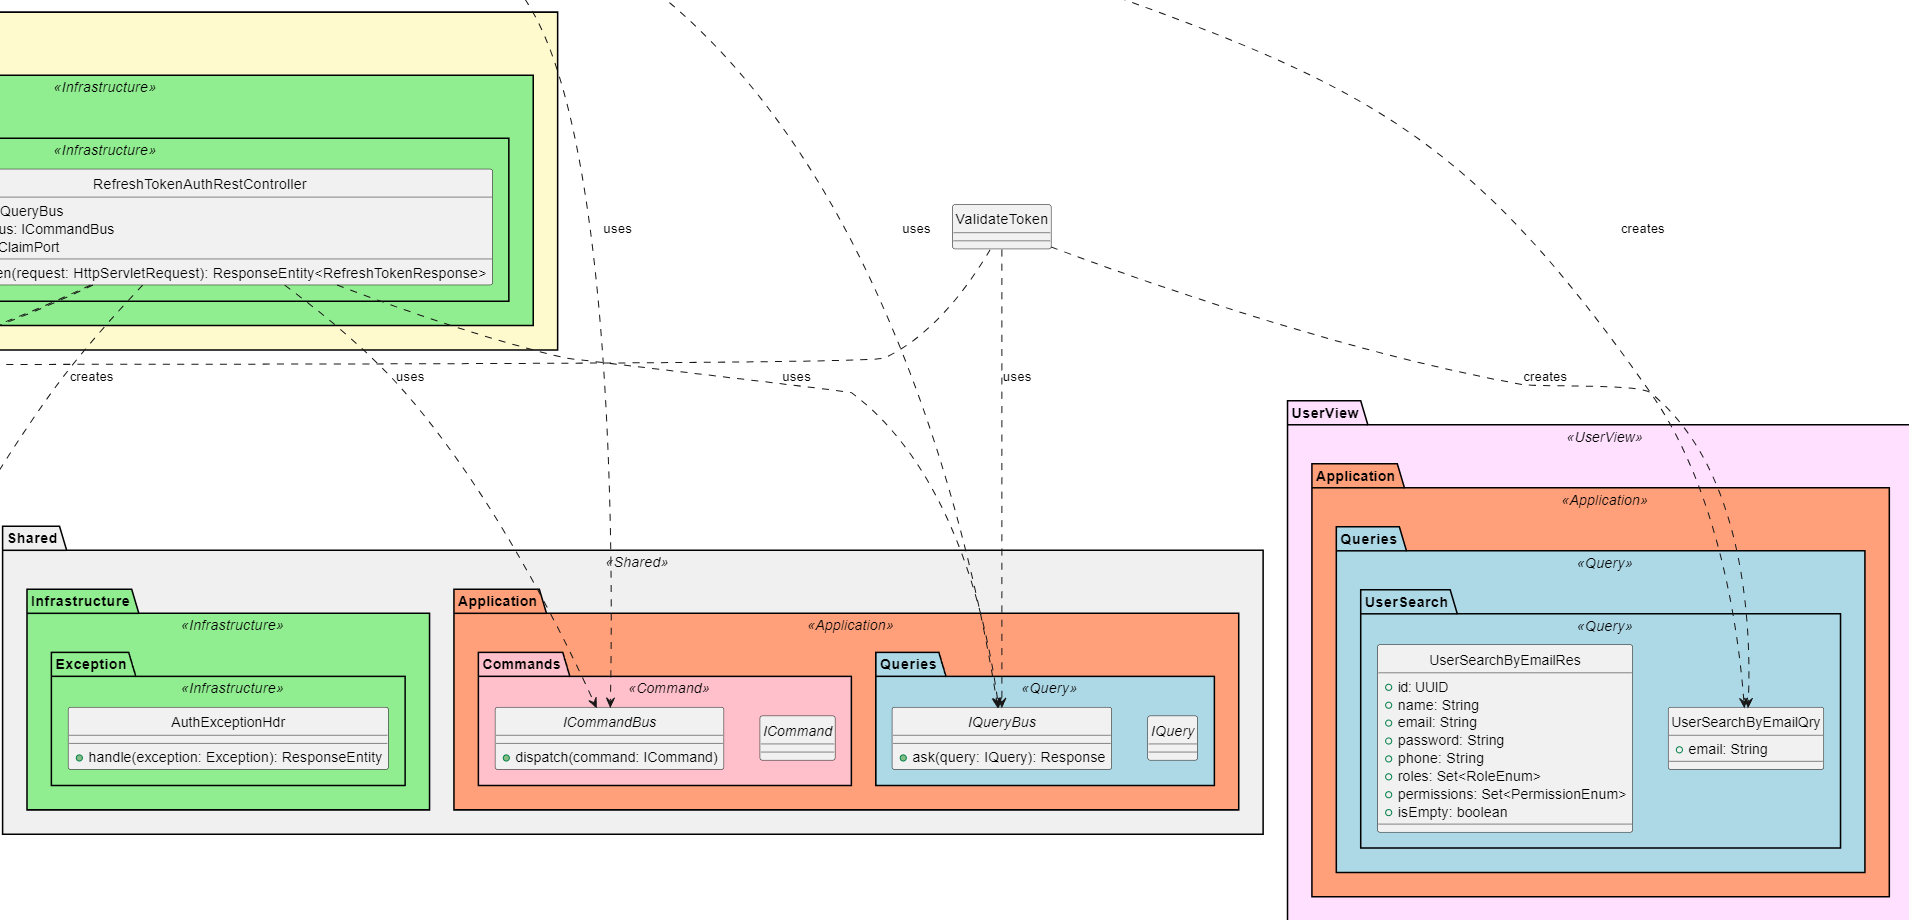 «Infrastructure»
«Infrastructure»
RefreshTokenAuthRestController
QueryBus
us: ICommandBus
ClaimPort
en(request: HttpServletRequest): ResponseEntity<RefreshTokenResponse>
uses
uses
ValidateToken
creates
creates
uses
uses
uses
creates
Shared
«Shared»
Infrastructure
«Infrastructure»
Exception
«Infrastructure»
AuthExceptionHdr
handle(exception: Exception): ResponseEntity
Application
«Application»
Commands
«Command»
ICommandBus
dispatch(command: ICommand)
ICommand
Queries
«Query»
IQueryBus
ask(query: IQuery): Response
IQuery
UserView
«UserView»
Application
«Application»
Queries
«Query»
UserSearch
«Query»
UserSearchByEmailRes
id: UUID
name: String
email: String
password: String
phone: String
roles: Set<RoleEnum>
permissions: Set<PermissionEnum>
isEmpty: boolean
UserSearchByEmailQry
email: String